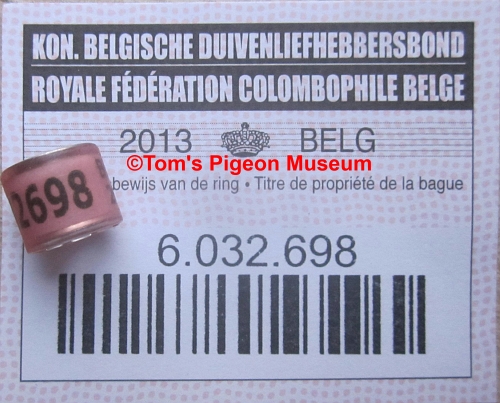 KON. BELGISCHE DUIVENLIEFHEBBERSBOND
ROYALE FÉDÉRATION COLOMBOPHILE BELGE
2013 BELG
©Tom's Pigeon Museum
bewijs van de ring • Titre de propriété de la bague
2698
6.032.698